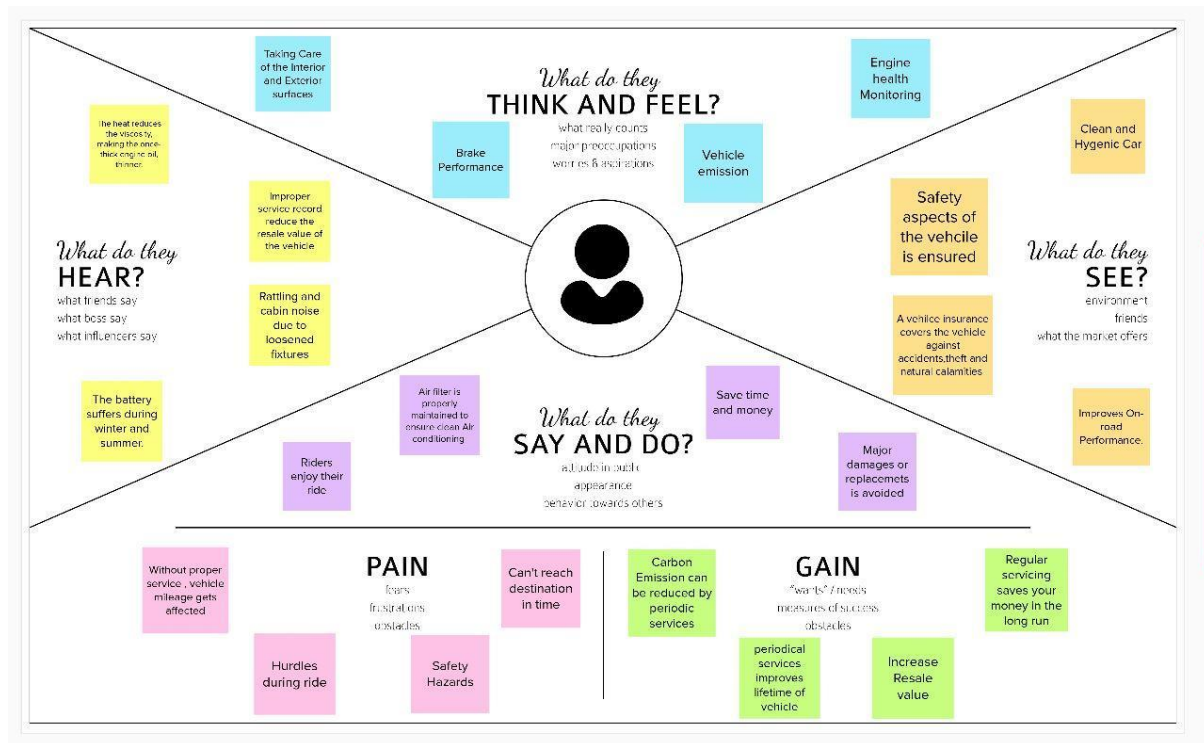 What do they
THINK AND FEEL?
what really counts
major preoccupations
worries & aspirations
Taking Care
of the Interior
and Exterior
surfaces
Brake
Performance
Vehicle
emission
Engine
health
Monitoring
What do they
HEAR?
what friends say
what boss say
what influencers say
The heat reduces
the viscosity,
making the once-
thick engine oil,
thinner.
Improper
service record
reduce the
resale value of
the vehicle
Rattling and
cabin noise
due to
loosened
fixtures
The battery
suffers during
winter and
summer.
What do they
SEE?
environment
friends
what the market offers
Clean and
Hygenic Car
Safety
aspects of
the vehcile
is ensured
A vehilce insurance
covers the vehicle
against
accidents,theft and
natural calamities
Improves On-
road
Performance.
What do they
SAY AND DO?
attitude in public
appearance
behavior towards others
Air filter is
properly
maintained to
ensure clean Air
conditioning
Riders
enjoy their
ride
Save time
and money
Major
damages or
replacemets
is avoided
PAIN
fears
frustrations
obstacles
Without proper
service , vehicle
mileage gets
affected
Hurdles
during ride
Safety
Hazards
Can't reach
destination
in time
GAIN
"wants" / needs
measures of success
obstacles
Carbon
Emission can
be reduced by
periodic
services
periodical
services
improves
lifetime of
vehicle
Increase
Resale
value
Regular
servicing
saves your
money in the
long run